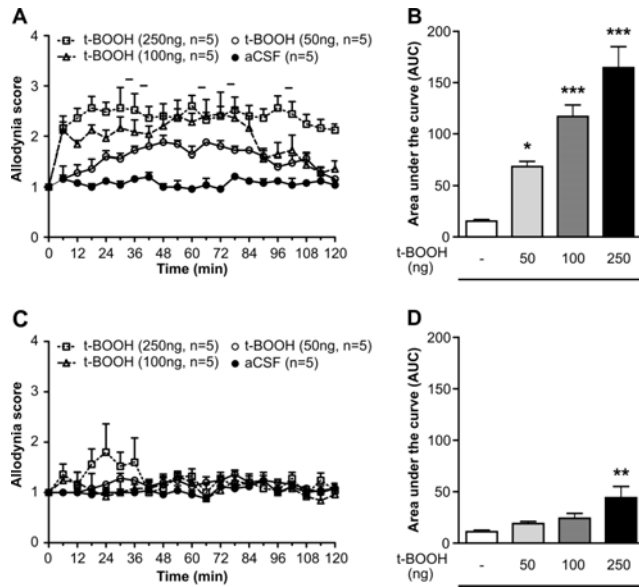 A
t-BOOH (250ng, n=5) t-BOOH (50ng, n=5)
t-BOOH (100ng, n=5) aCSF (n=5)
4
3
2
1
0
Allodynia score
0 12 24 36 48 60 72 84 96 108 120
Time (min)
B
200
150
100
50
0
Area under the curve (AUC)
*
***
***
t-BOOH
(ng)
- 50 100 250
C
t-BOOH (250ng, n=5) t-BOOH (50ng, n=5)
t-BOOH (100ng, n=5) aCSF (n=5)
4
3
2
1
0
Allodynia score
0 12 24 36 48 60 72 84 96 108 120
Time (min)
D
200
150
100
50
0
Area under the curve (AUC)
**
t-BOOH
(ng)
- 50 100 250